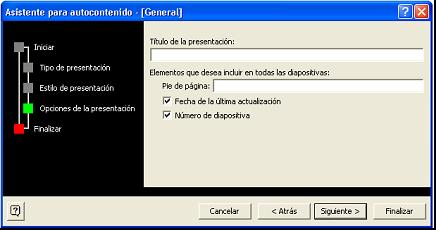 Asistente para autocontenido - [General]
Iniciar
Tipo de presentación
Estilo de presentación
Opciones de la presentación
Finalizar
Título de la presentación:
Elementos que desea incluir en todas las diapositivas:
Pie de página:
Fecha de la última actualización
Número de diapositiva
Cancelar
< Atrás
Siguiente >
Finalizar